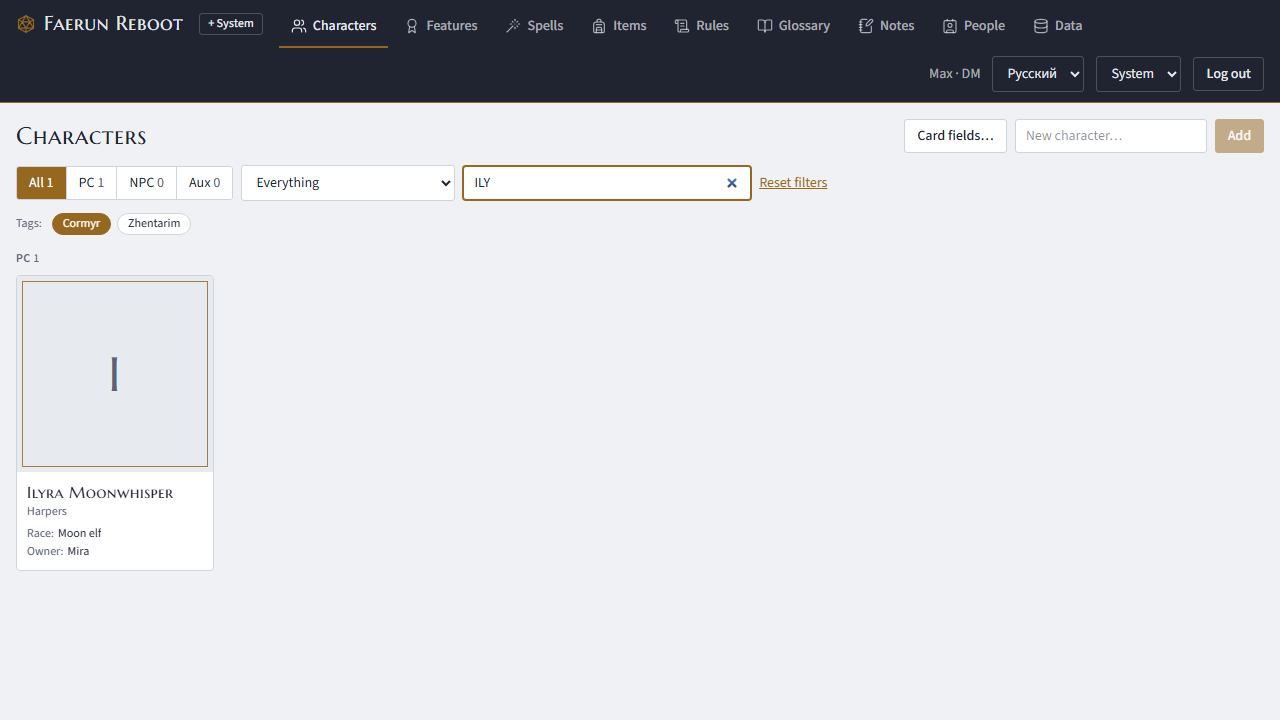 Faerun Reboot
+ System
Characters
Features
Spells
Items
Rules
Glossary
Notes
People
Data
Max · DM
Русский
System
Log out
Characters
Card fields…
New character…
Add
All 1
PC 1
NPC 0
Aux 0
Everything
ILY
Reset filters
Tags:
Cormyr
Zhentarim
PC 1
I
Ilyra Moonwhisper
Harpers
Race: Moon elf
Owner: Mira